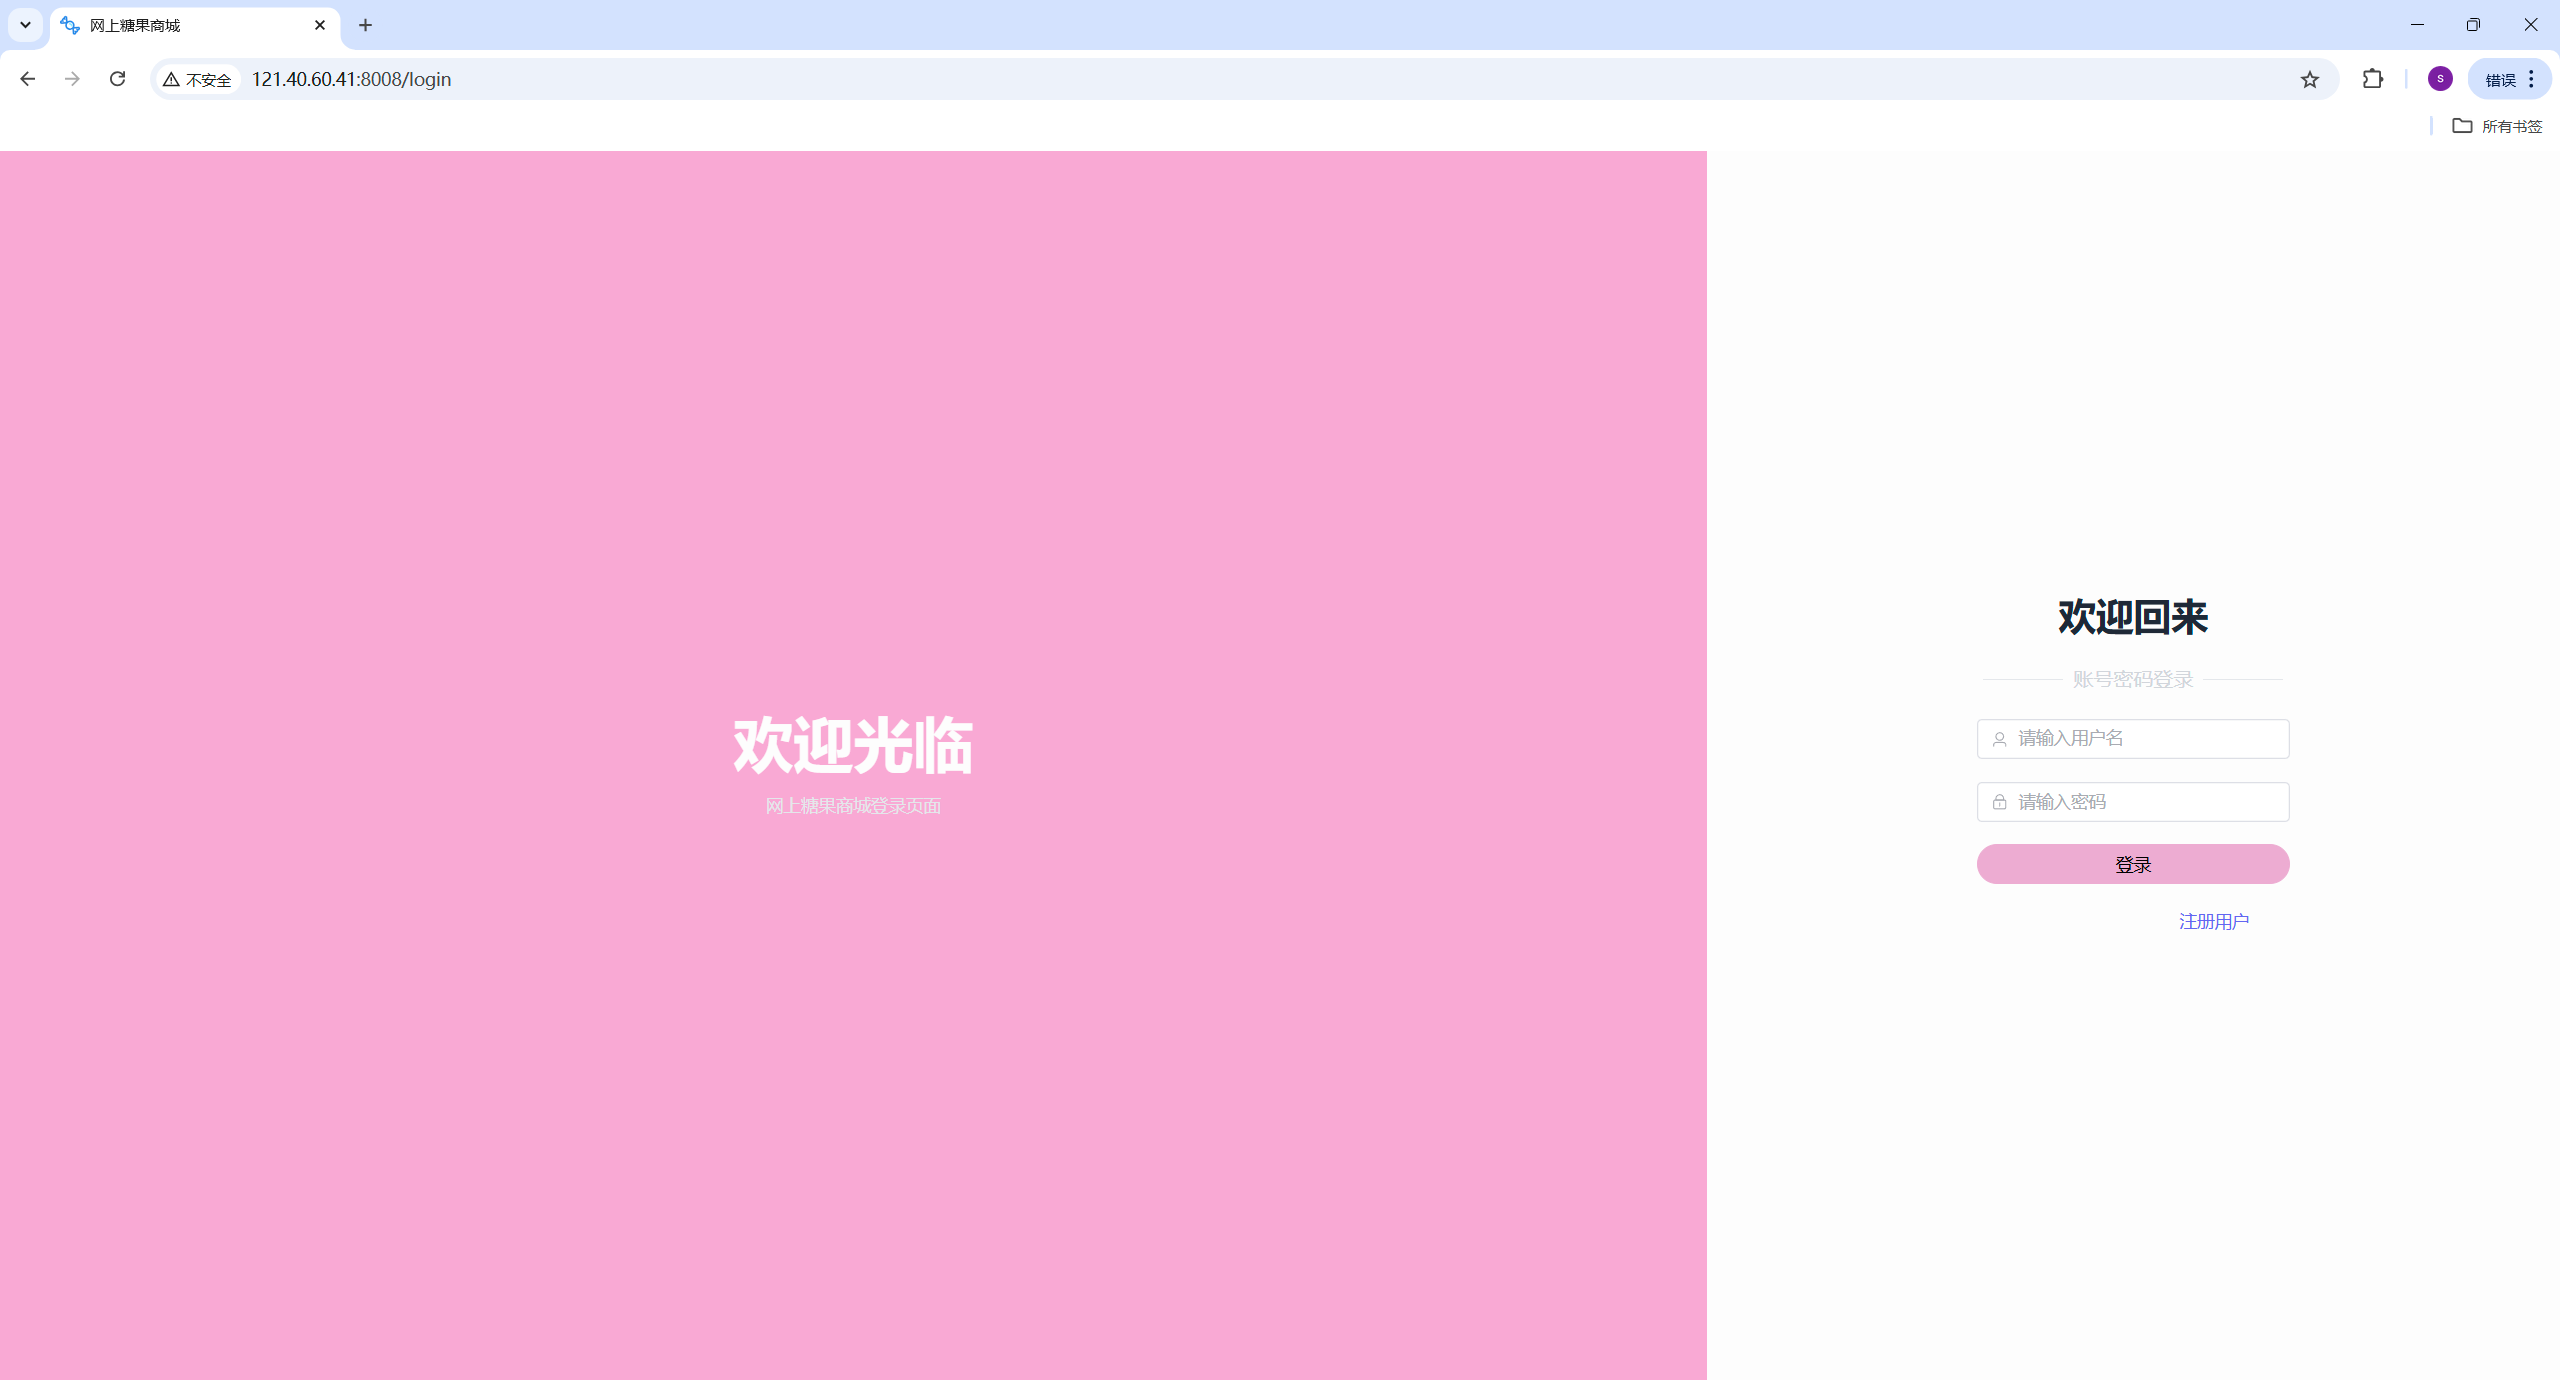 网上糖果商城
不安全
121.40.60.41:8008/login
S
错误
所有书签
欢迎光临
网上糖果商城登录页面
欢迎回来
账号密码登录
请输入用户名
请输入密码
登录
注册用户